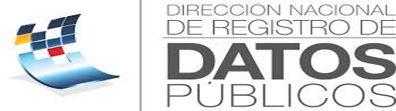 DIRECCIÓN NACIONAL
DE REGISTRO DE
DATOS
PÚBLICOS